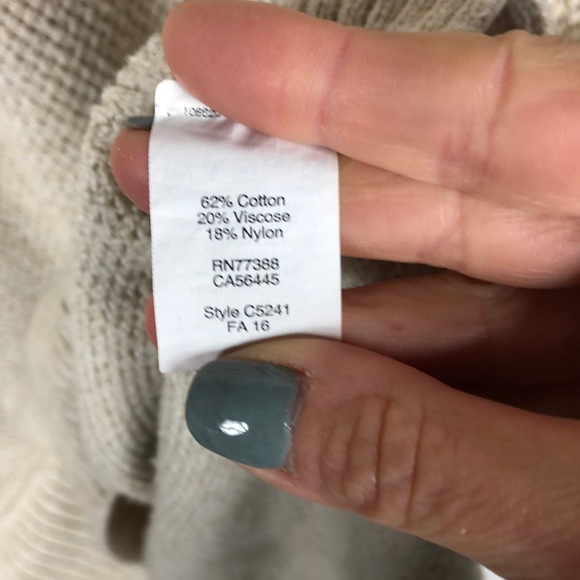 62% Cotton
20% Viscose
18% Nylon
RN77388
CA56445
Style C5241
FA 16